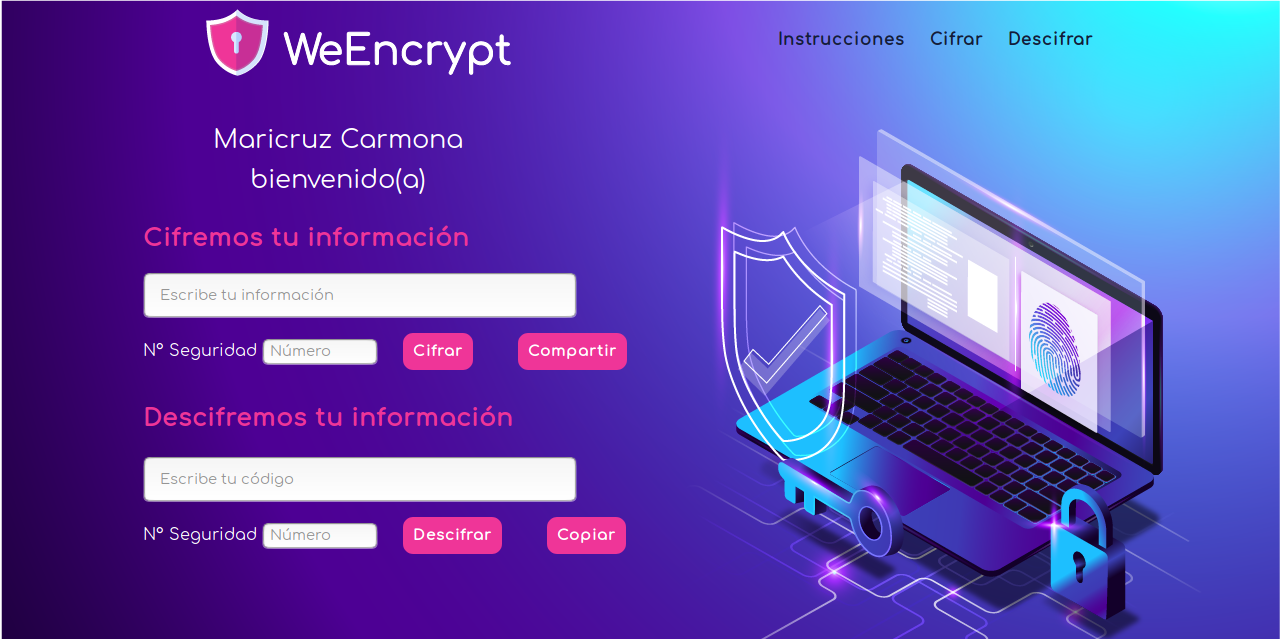 WeEncrypt
Instrucciones Cifrar Descifrar
Maricruz Carmona
bienvenido(a)
Cifremos tu información
Escribe tu información
Nº Seguridad Número Cifrar Compartir
Descifremos tu información
Escribe tu código
Nº Seguridad Número Descifrar Copiar